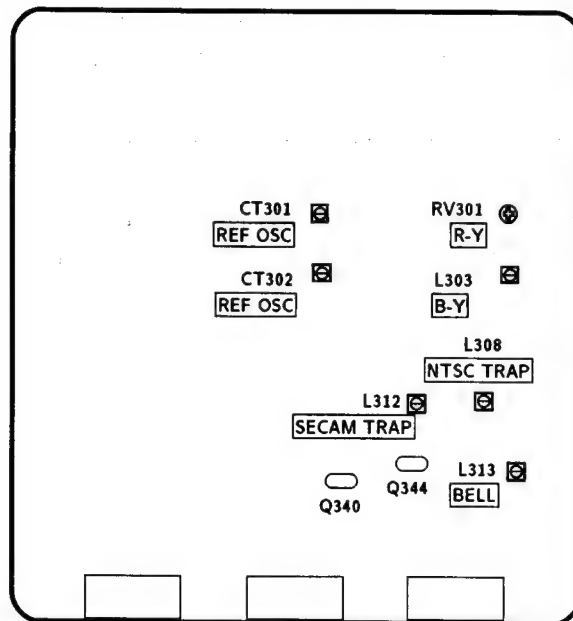 CT301
REF OSC
RV301
R-Y
CT302
REF OSC
L303
B-Y
L308
NTSC TRAP
L312
SECAM TRAP
Q340
Q344
L313
BELL